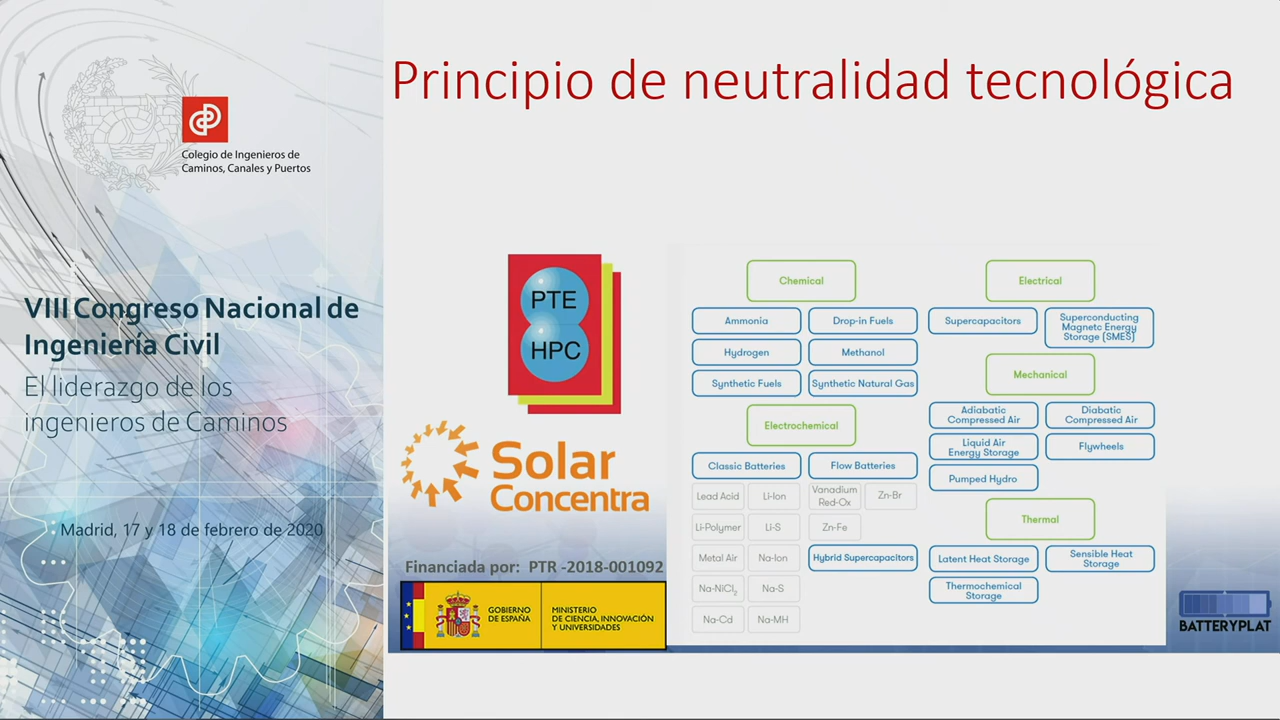 Principio de neutralidad tecnológica
Colegio de Ingenieros de
Caminos, Canales y Puertos
VIII Congreso Nacional de
Ingeniería Civil
El liderazgo de los
ingenieros de Caminos
Madrid, 17 y 18 de febrero de 2020
PTE
HPC
Solar
Concentra
Financiada por: PTR -2018-001092
GOBIERNO
DE ESPAÑA
MINISTERIO
DE CIENCIA, INNOVACIÓN
Y UNIVERSIDADES
Chemical
Ammonia
Drop-in Fuels
Hydrogen
Methanol
Synthetic Fuels
Synthetic Natural Gas
Electrochemical
Classic Batteries
Flow Batteries
Lead Acid
Li-Ion
Vanadium
Red-Ox
Zn-Br
Li-Polymer
Li-S
Zn-Fe
Metal Air
Na-Ion
Hybrid Supercapacitors
Na-NiCl₂
Na-S
Na-Cd
Na-MH
Electrical
Supercapacitors
Superconducting
Magnetc Energy
Storage (SMES)
Mechanical
Adiabatic
Compressed Air
Diabatic
Compressed Air
Liquid Air
Energy Storage
Flywheels
Pumped Hydro
Thermal
Latent Heat Storage
Sensible Heat
Storage
Thermochemical
Storage
BATTERYPLAT